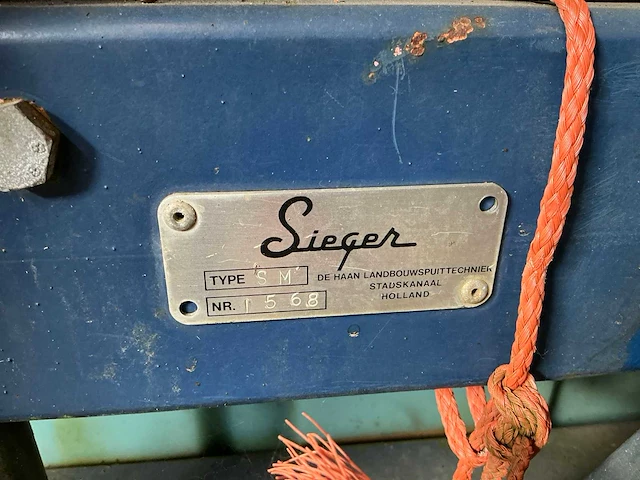 Sieger
TYPE 'S M'
DE HAAN LANDBOUWSPUITTECHNIEK
STADSKANAAL
NR. 1568
HOLLAND